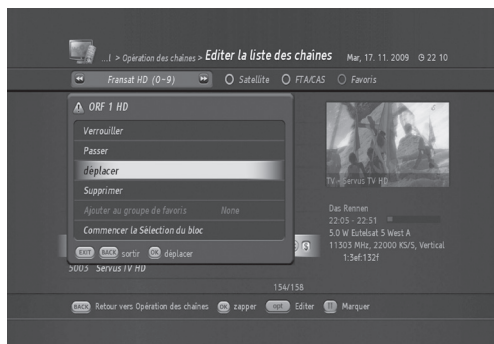 ...l > Opération des chaînes > Editer la liste des chaînes Mar, 17. 11. 2009 22 10
Fransat HD (0~9) Satellite FTA/CAS Favoris
ORF 1 HD
Verrouiller
Passer
déplacer
Supprimer
Ajouter au groupe de favoris None
Commencer la Sélection du bloc
EXIT BACK sortir OK déplacer
TV - Servus TV HD
Das Rennen
22:05 - 22:51
5.0 W Eutelsat 5 West A
11303 MHz, 22000 KS/S, Vertical
1:3ef:132f
$
5003 Servus TV HD
154/158
BACK Retour vers Opération des chaînes OK zapper opt Editer Marquer